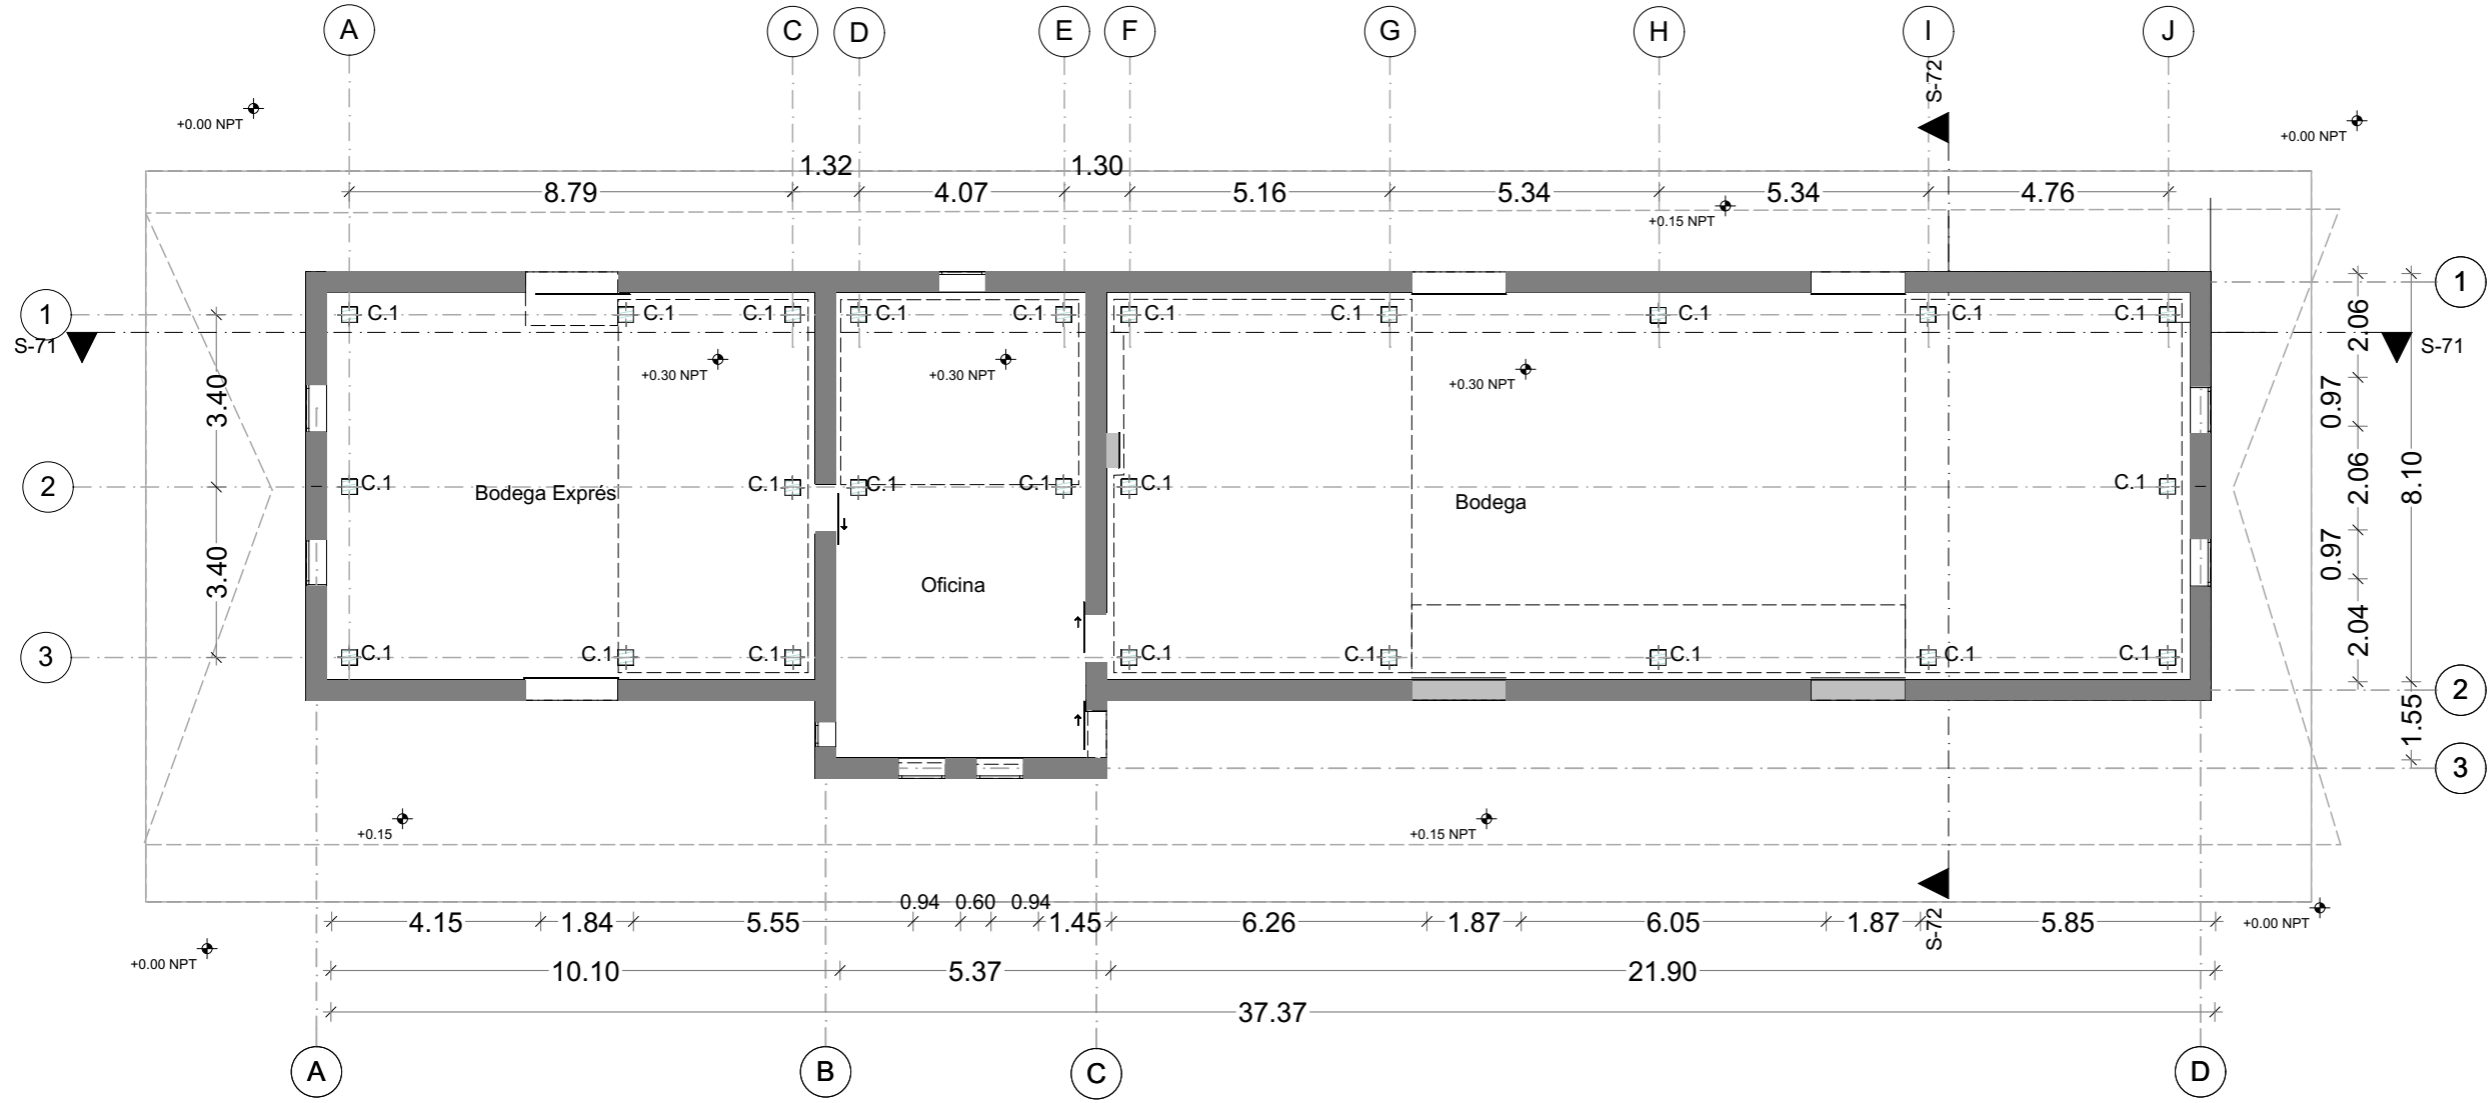 A C D E F G H I J
S-72
+0.00 NPT
+0.00 NPT
1.32 1.30
8.79 4.07 5.16 5.34 5.34 4.76
+0.15 NPT
1 1
C.1 C.1 C.1 C.1 C.1 C.1 C.1 C.1 C.1 C.1
2.06
S-71 S-71
+0.30 NPT +0.30 NPT +0.30 NPT
3.40 0.97
2 C.1 C.1 C.1 C.1 C.1 C.1
Bodega Exprés Bodega
2.06 8.10
3.40 0.97
Oficina
2.04
3 C.1 C.1 C.1 C.1 C.1 C.1 C.1 C.1
2
1.55
3
+0.15 +0.15 NPT
0.94 0.60 0.94
4.15 1.84 5.55 1.45 6.26 1.87 6.05 1.87 5.85
S-72
+0.00 NPT
+0.00 NPT
10.10 5.37 21.90
37.37
A B C D